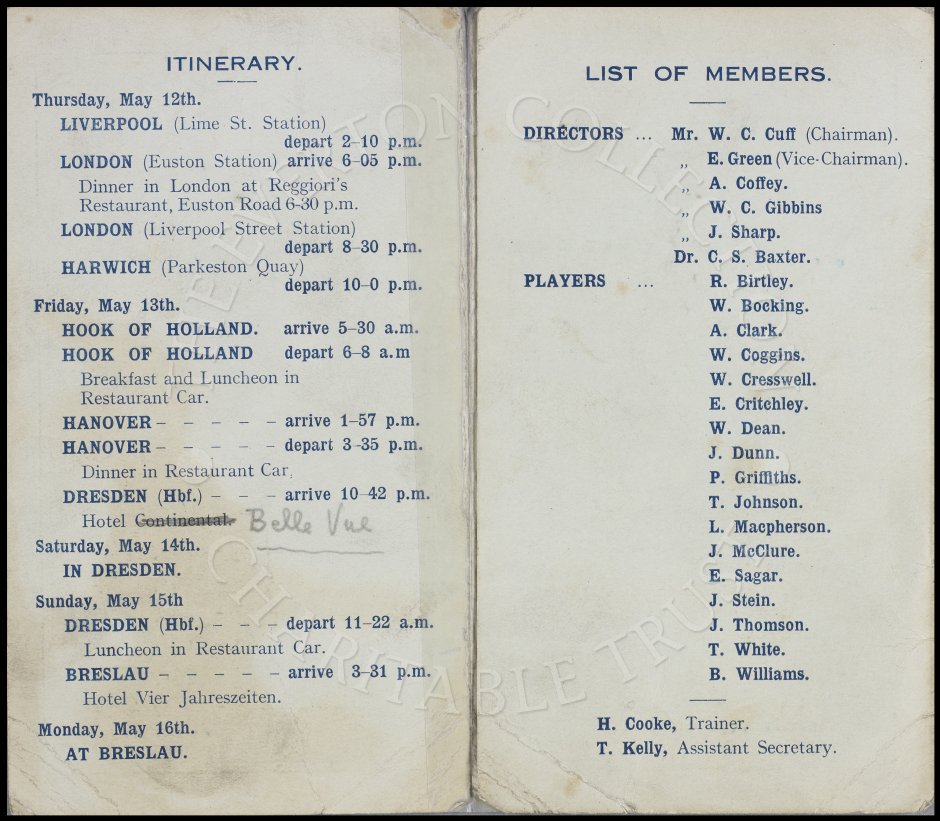 ITINERARY.
Thursday, May 12th.
LIVERPOOL (Lime St. Station)
depart 2-10 p.m.
LONDON (Euston Station) arrive 6-05 p.m.
Dinner in London at Reggiori's
Restaurant, Euston Road 6-30 p.m.
LONDON (Liverpool Street Station)
depart 8-30 p.m.
HARWICH (Parkeston Quay)
depart 10-0 p.m.
Friday, May 13th.
HOOK OF HOLLAND. arrive 5-30 a.m.
HOOK OF HOLLAND depart 6-8 a.m
Breakfast and Luncheon in
Restaurant Car.
HANOVER - - - - - arrive 1-57 p.m.
HANOVER - - - - - depart 3-35 p.m.
Dinner in Restaurant Car.
DRESDEN (Hbf.) - - - arrive 10-42 p.m.
Hotel Continental. Belle Vue
Saturday, May 14th.
IN DRESDEN.
Sunday, May 15th
DRESDEN (Hbf.) - - - depart 11-22 a.m.
Luncheon in Restaurant Car.
BRESLAU - - - - - arrive 3-31 p.m.
Hotel Vier Jahreszeiten.
Monday, May 16th.
AT BRESLAU.
LIST OF MEMBERS.
DIRECTORS ... Mr. W. C. Cuff (Chairman).
„ E. Green (Vice-Chairman).
„ A. Coffey.
„ W. C. Gibbins
„ J. Sharp.
Dr. C. S. Baxter.
PLAYERS ... R. Birtley.
W. Bocking.
A. Clark.
W. Coggins.
W. Cresswell.
E. Critchley.
W. Dean.
J. Dunn.
P. Griffiths.
T. Johnson.
L. Macpherson.
J. McClure.
E. Sagar.
J. Stein.
J. Thomson.
T. White.
B. Williams.
H. Cooke, Trainer.
T. Kelly, Assistant Secretary.
EVERTON COLLECTION
CHARITABLE TRUST